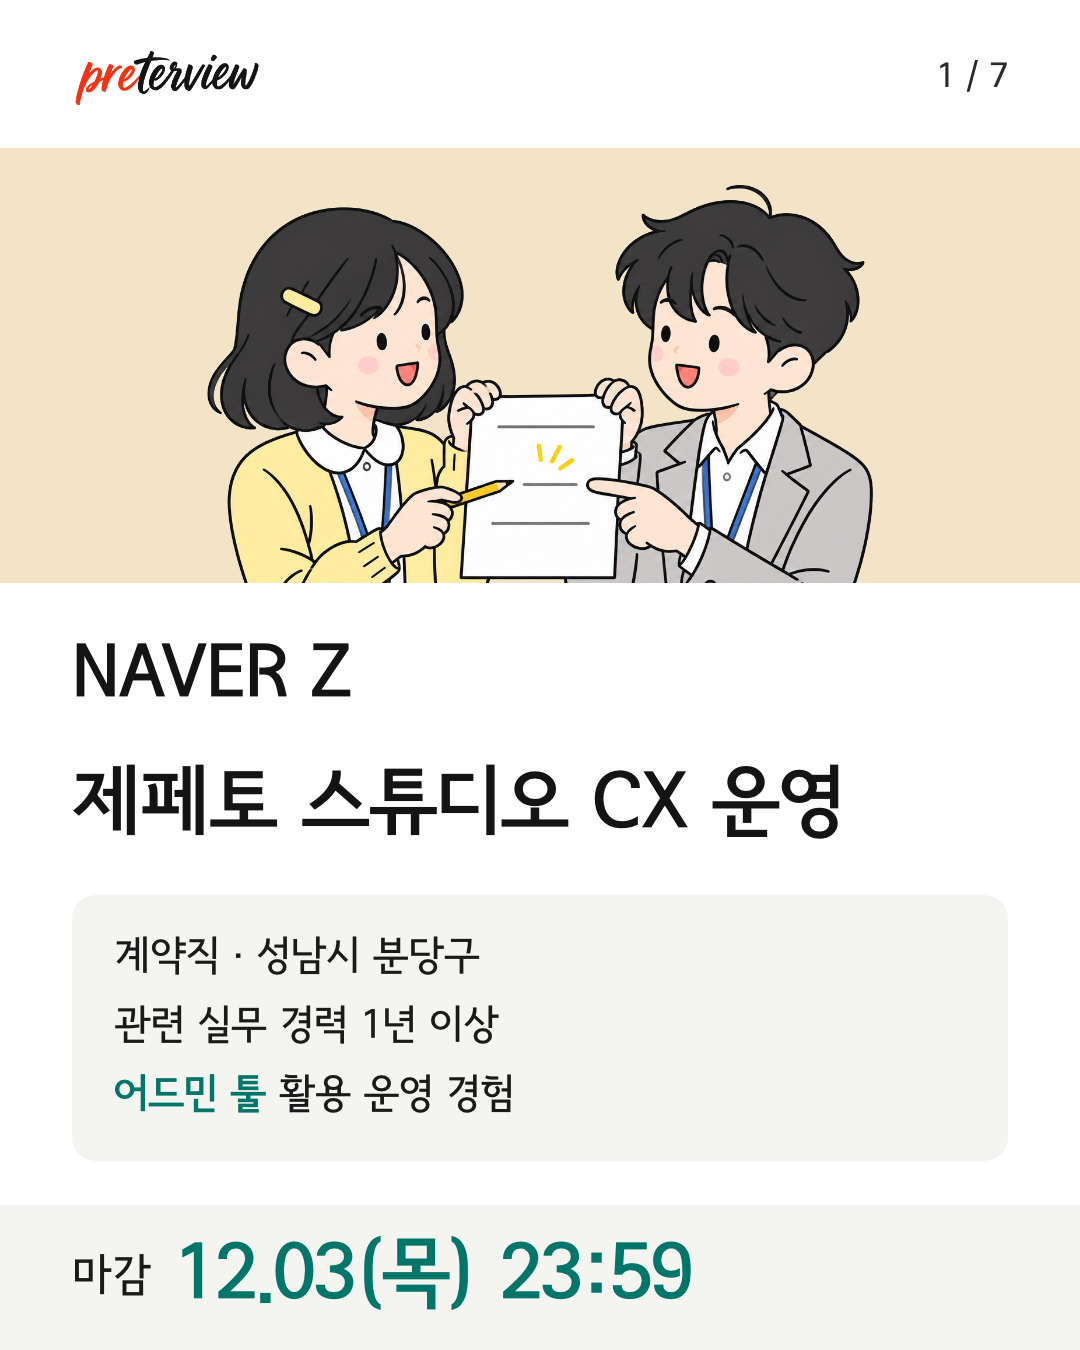 preterview
1 / 7
NAVER Z
제페토 스튜디오 CX 운영
계약직 · 성남시 분당구
관련 실무 경력 1년 이상
어드민 툴 활용 운영 경험
마감 12.03(목) 23:59